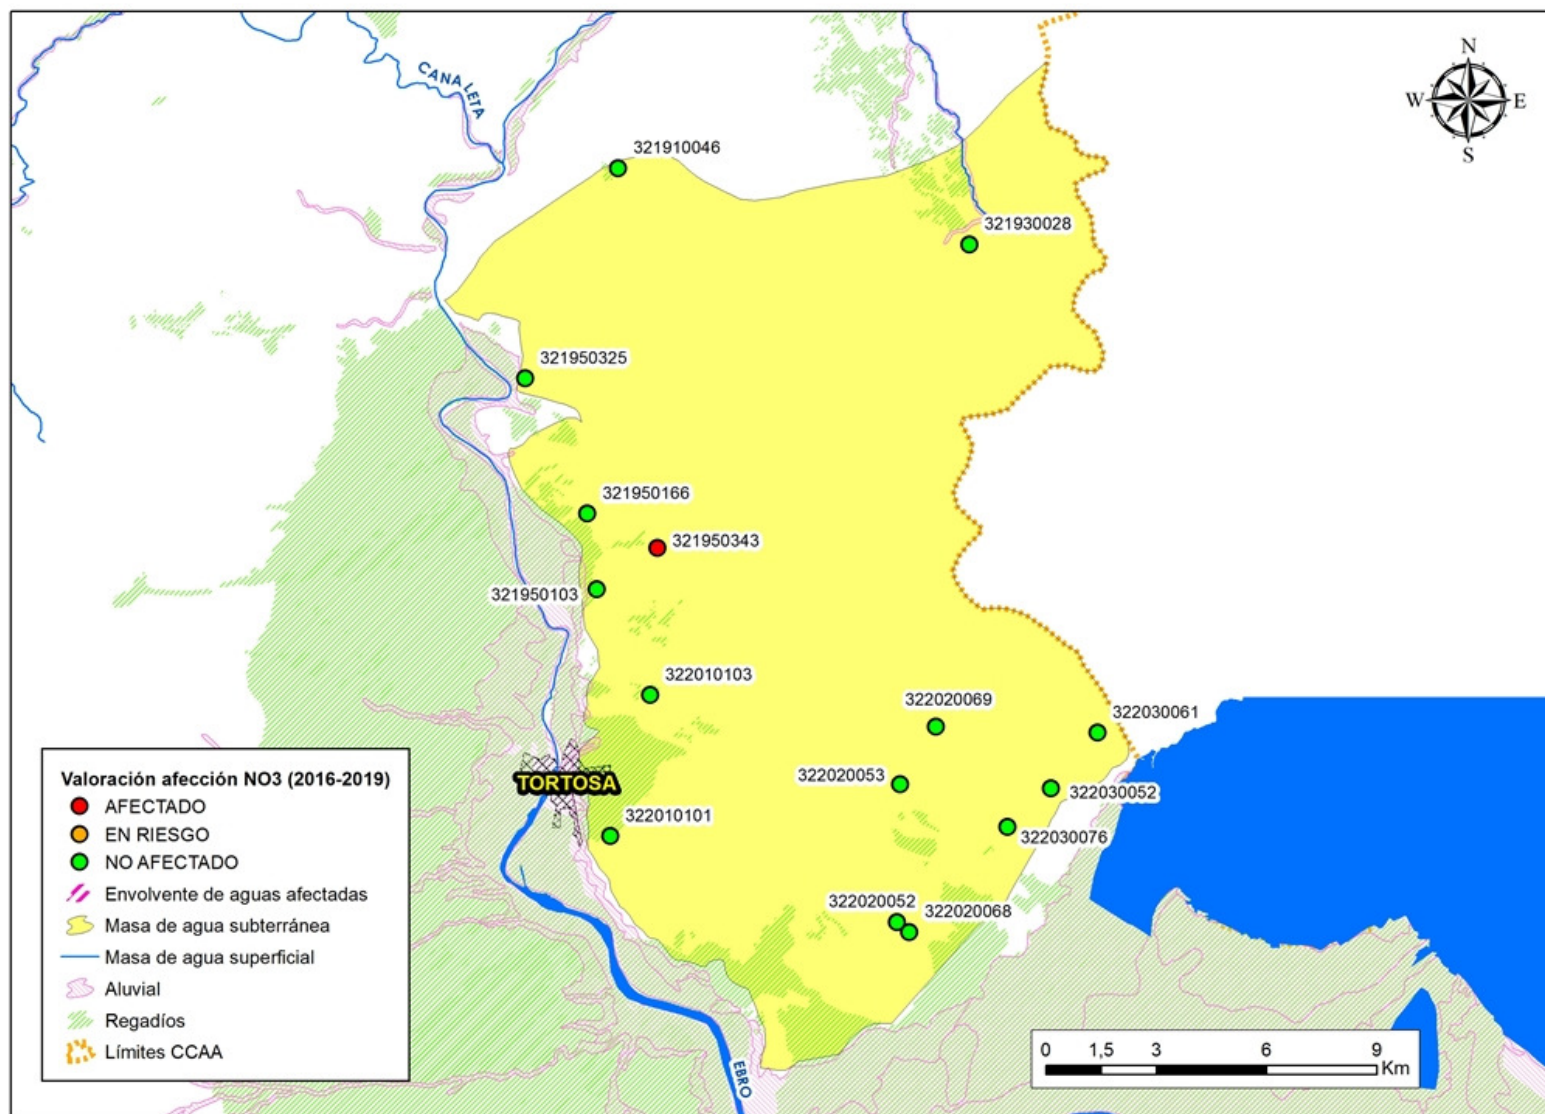 CANALETA
N
W E
S
321910046
321930028
321950325
321950166
321950343
321950103
322010103
322020069
322030061
322020053
322030052
322010101
322030076
322020052
322020068
TORTOSA
EBRO
Valoración afección NO3 (2016-2019)
AFECTADO
EN RIESGO
NO AFECTADO
Envolvente de aguas afectadas
Masa de agua subterránea
Masa de agua superficial
Aluvial
Regadíos
Límites CCAA
0 1,5 3 6 9
Km